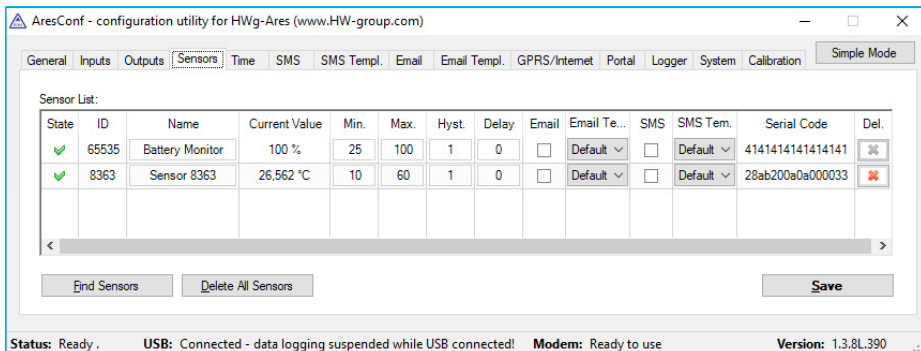 AresConf - configuration utility for HWg-Ares (www.HW-group.com)
General Inputs Outputs Sensors Time SMS SMS Templ. Email Email Templ. GPRS/Internet Portal Logger System Calibration Simple Mode
Sensor List:
State ID Name Current Value Min. Max. Hyst. Delay Email Email Te... SMS SMS Tem. Serial Code Del.
65535 Battery Monitor 100 % 25 100 1 0 Default Default 4141414141414141
8363 Sensor 8363 26,562 °C 10 60 1 0 Default Default 28ab200a0a000033
Find Sensors Delete All Sensors Save
Status: Ready . USB: Connected - data logging suspended while USB connected! Modem: Ready to use Version: 1.3.8L.390